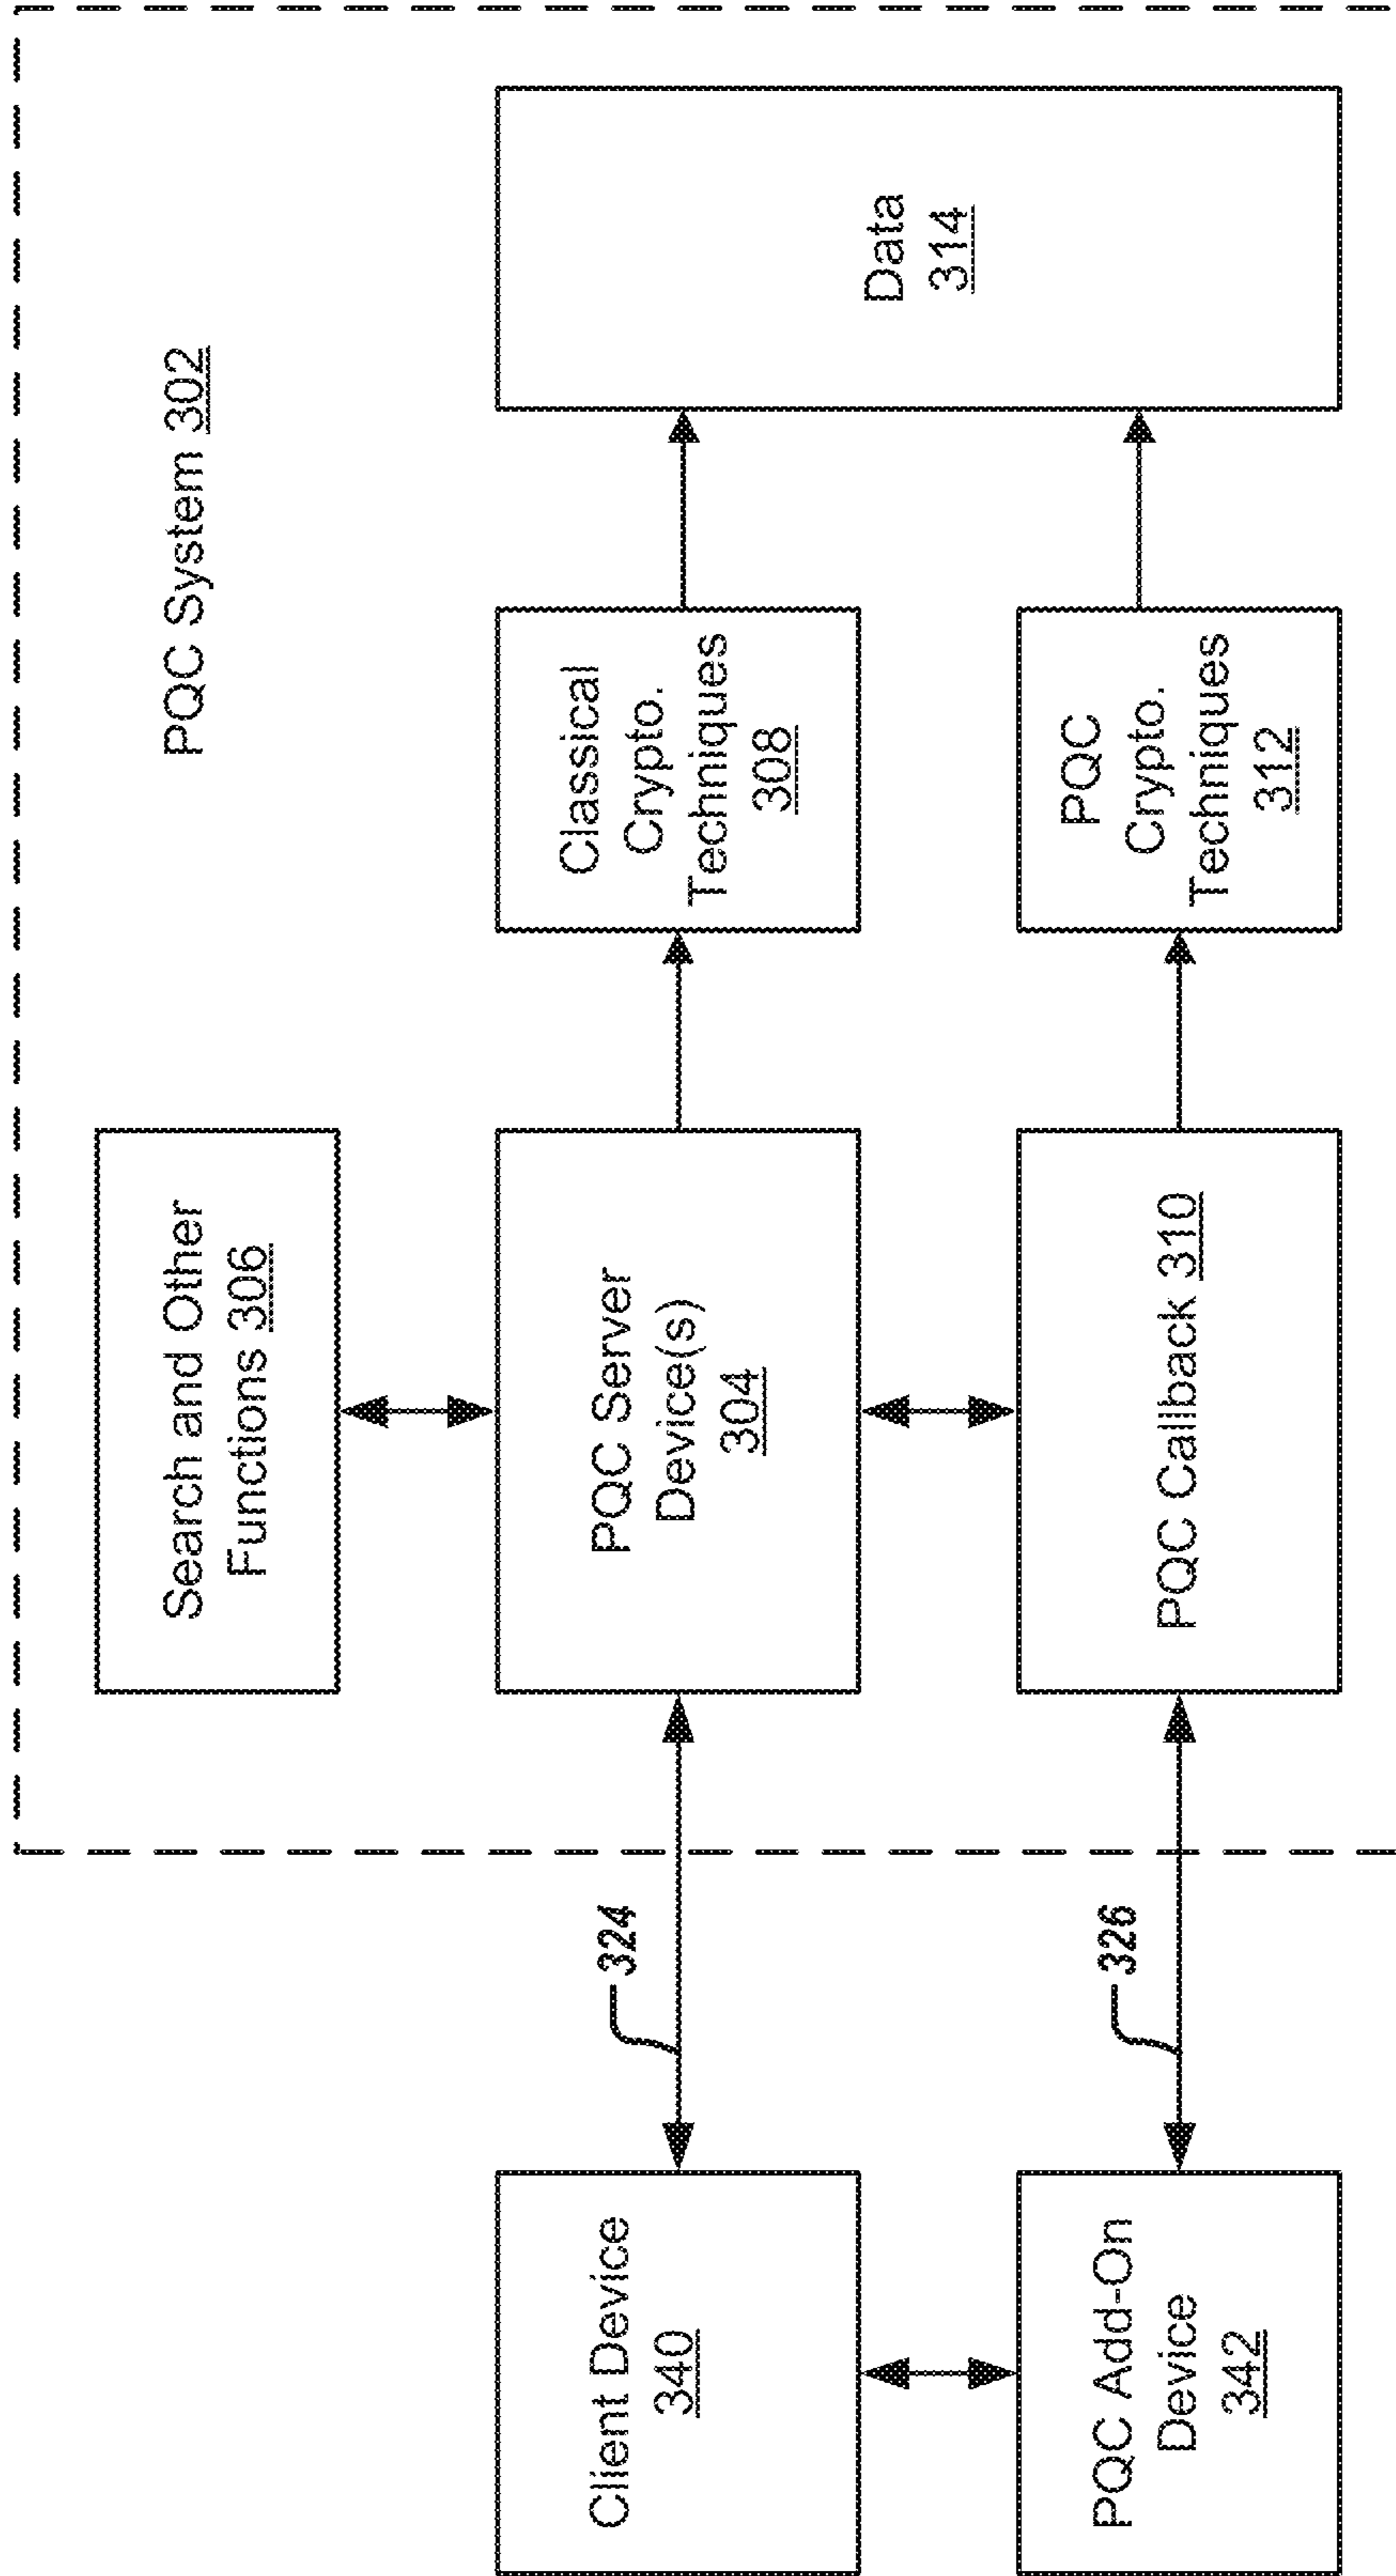 PQC System 302
Search and Other
Functions 306
Client Device
340
324
PQC Server
Device(s)
304
Classical
Crypto.
Techniques
308
Data
314
PQC Add-On
Device
342
326
PQC Callback 310
PQC
Crypto.
Techniques
312